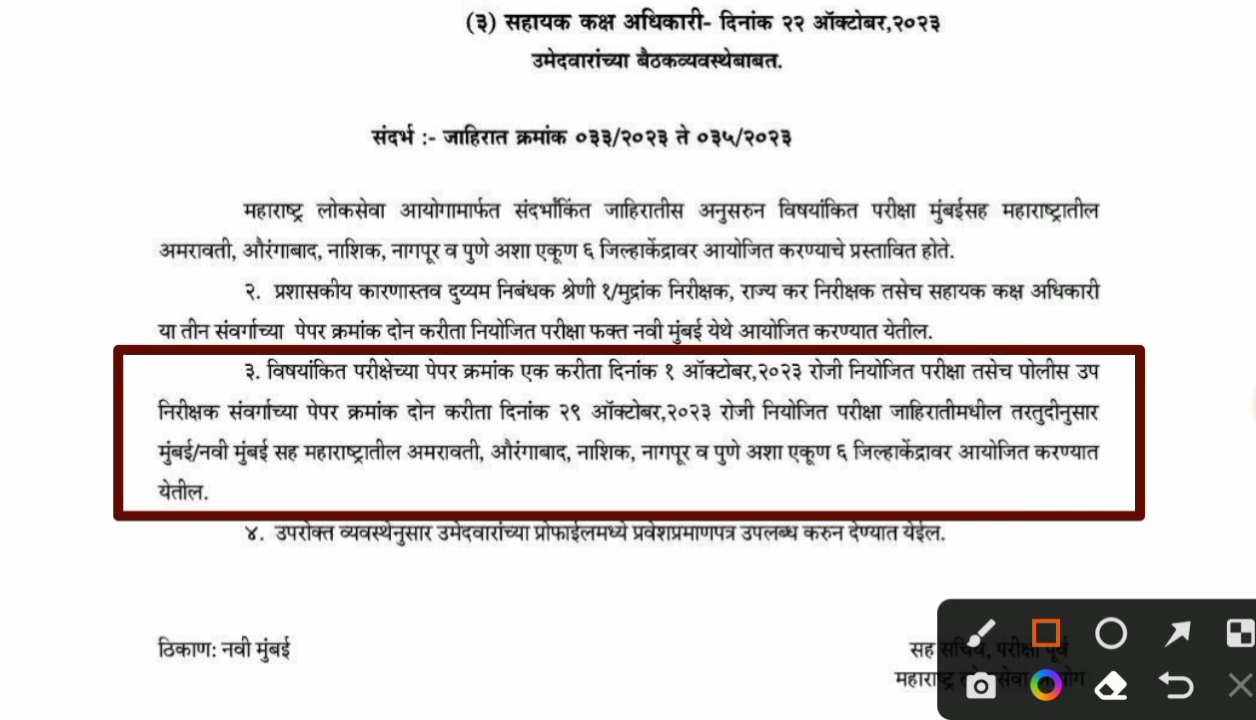 (३) सहायक कक्ष अधिकारी- दिनांक २२ ऑक्टोबर,२०२३
उमेदवारांच्या बैठकव्यवस्थेबाबत.
संदर्भ :- जाहिरात क्रमांक ०३३/२०२३ ते ०३५/२०२३
महाराष्ट्र लोकसेवा आयोगामार्फत संदर्भांकित जाहिरातीस अनुसरुन विषयांकित परीक्षा मुंबईसह महाराष्ट्रातील
अमरावती, औरंगाबाद, नाशिक, नागपूर व पुणे अशा एकूण ६ जिल्हाकेंद्रावर आयोजित करण्याचे प्रस्तावित होते.
२. प्रशासकीय कारणास्तव दुय्यम निबंधक श्रेणी १/मुद्रांक निरीक्षक, राज्य कर निरीक्षक तसेच सहायक कक्ष अधिकारी
या तीन संवर्गाच्या पेपर क्रमांक दोन करीता नियोजित परीक्षा फक्त नवी मुंबई येथे आयोजित करण्यात येतील.
३. विषयांकित परीक्षेच्या पेपर क्रमांक एक करीता दिनांक १ ऑक्टोबर,२०२३ रोजी नियोजित परीक्षा तसेच पोलीस उप
निरीक्षक संवर्गाच्या पेपर क्रमांक दोन करीता दिनांक २९ ऑक्टोबर,२०२३ रोजी नियोजित परीक्षा जाहिरातीमधील तरतुदीनुसार
मुंबई/नवी मुंबई सह महाराष्ट्रातील अमरावती, औरंगाबाद, नाशिक, नागपूर व पुणे अशा एकूण ६ जिल्हाकेंद्रावर आयोजित करण्यात
येतील.
४. उपरोक्त व्यवस्थेनुसार उमेदवारांच्या प्रोफाईलमध्ये प्रवेशप्रमाणपत्र उपलब्ध करुन देण्यात येईल.
ठिकाण: नवी मुंबई
सह सचिव, परीक्षा पूर्व
महाराष्ट्र लोकसेवा आयोग